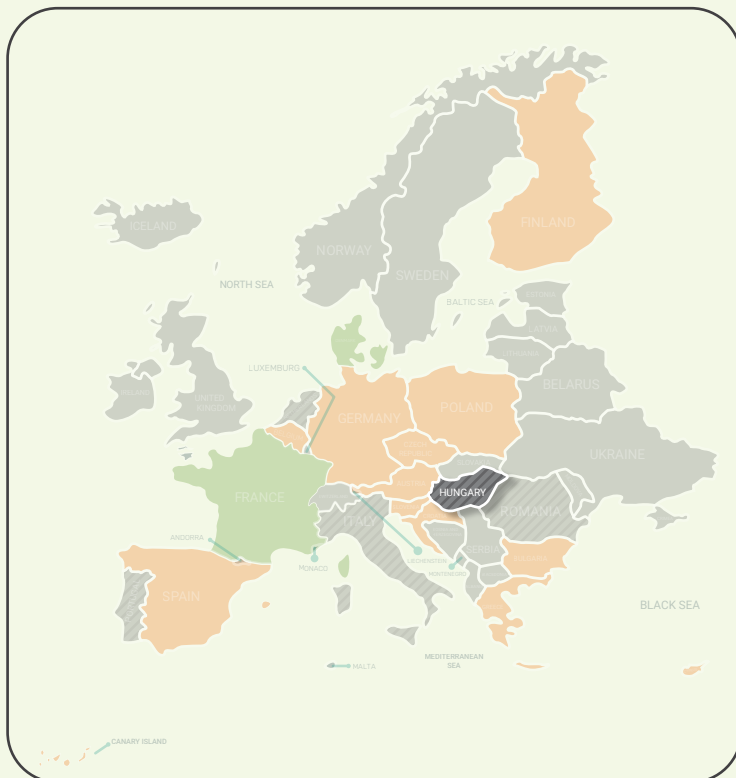 ICELAND
NORWAY
FINLAND
SWEDEN
NORTH SEA
BALTIC SEA
ESTONIA
LATVIA
LITHUANIA
LUXEMBURG
BELARUS
IRELAND
UNITED
KINGDOM
GERMANY
POLAND
UKRAINE
HUNGARY
FRANCE
ROMANIA
ITALY
ANDORRA
SERBIA
LIECHENSTEIN
MONACO
MONTENEGRO
BULGARIA
SPAIN
BLACK SEA
MEDITERRANEAN
SEA
MALTA
CANARY ISLAND